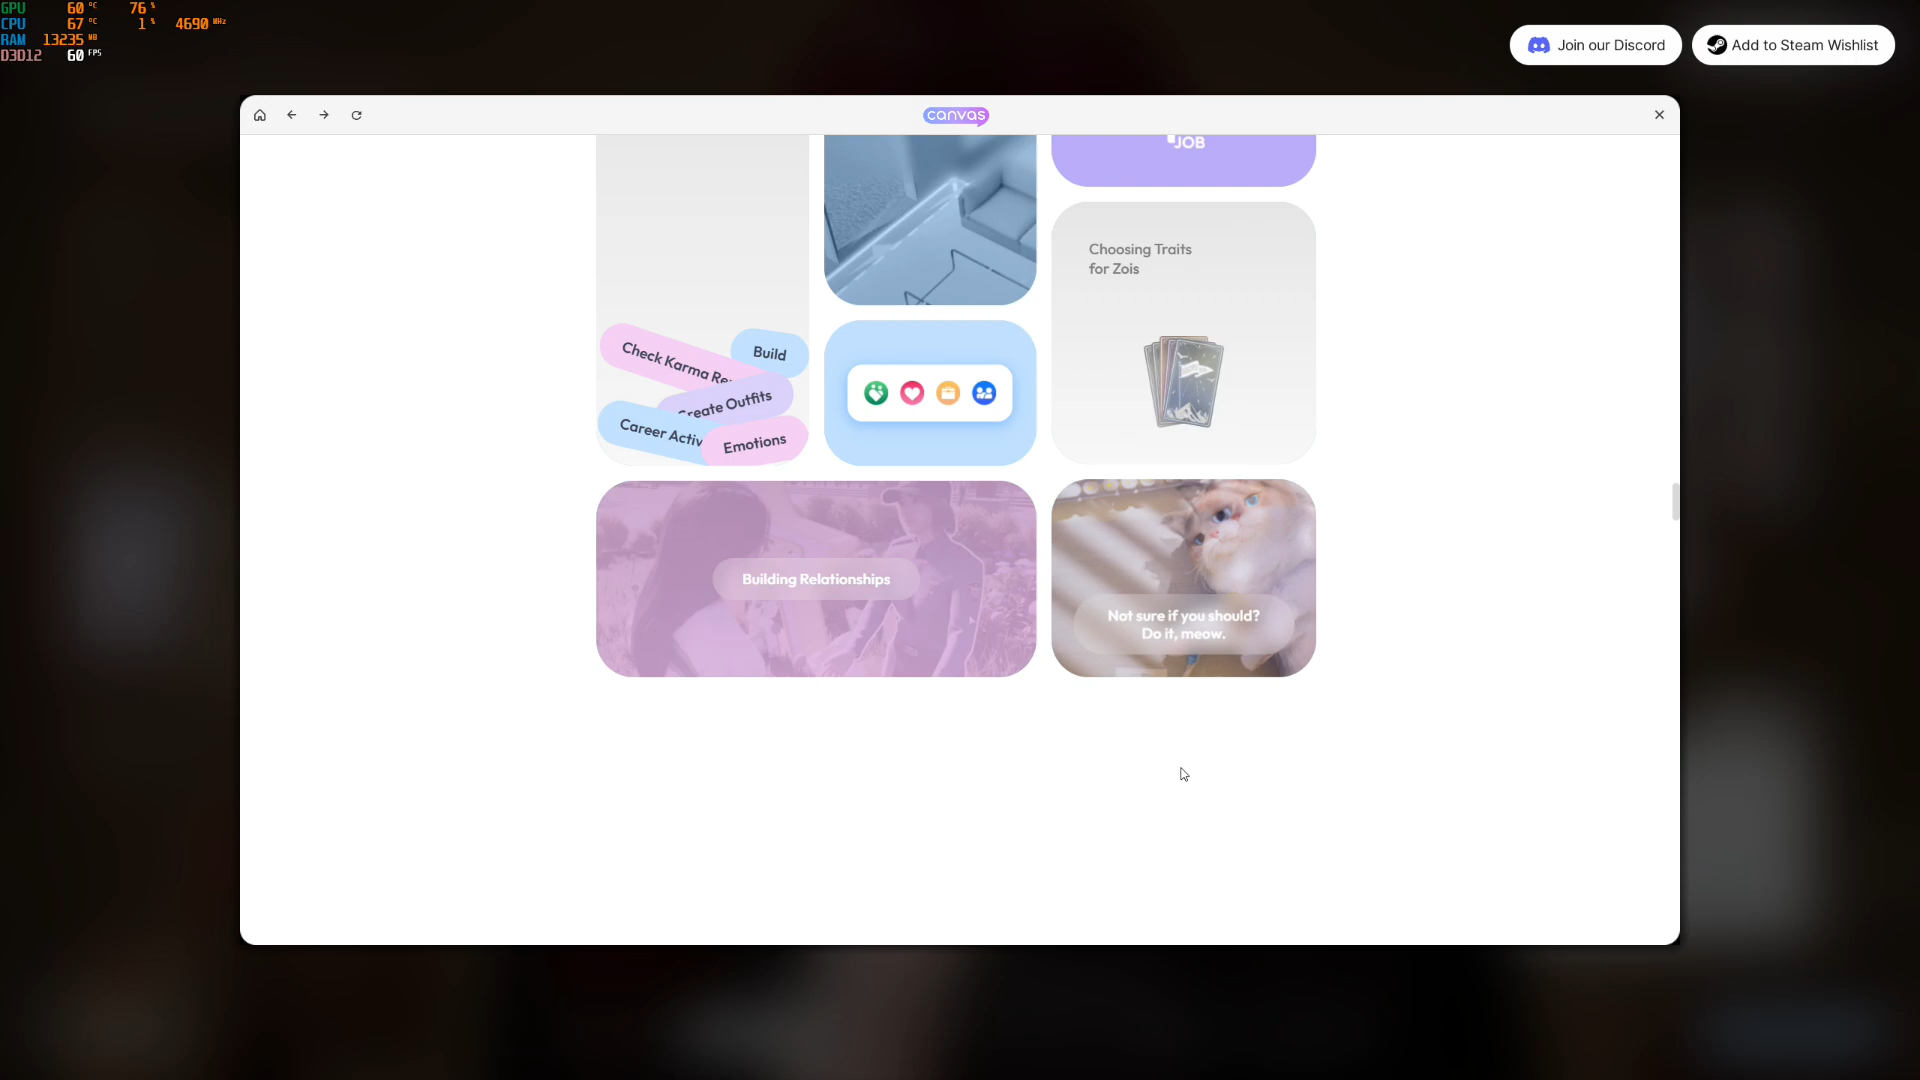 GPU 60 °C 76 %
CPU 67 °C 1 % 4690 MHz
RAM 13235 MB
D3D12 60 FPS
Join our Discord
Add to Steam Wishlist
canvas
JOB
Choosing Traits
for Zois
Check Karma Re
Build
Create Outfits
Career Activ
Emotions
Building Relationships
Not sure if you should?
Do it, meow.